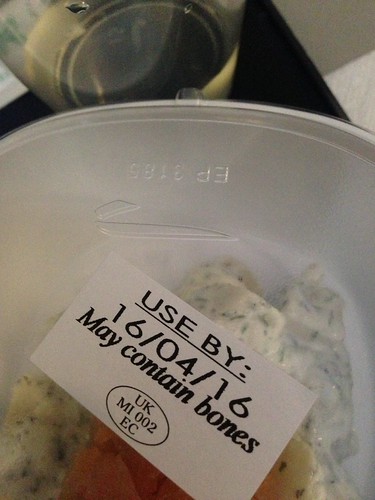 EP 3185
USE BY:
16/04/16
May contain bones
UK
MI 002
EC